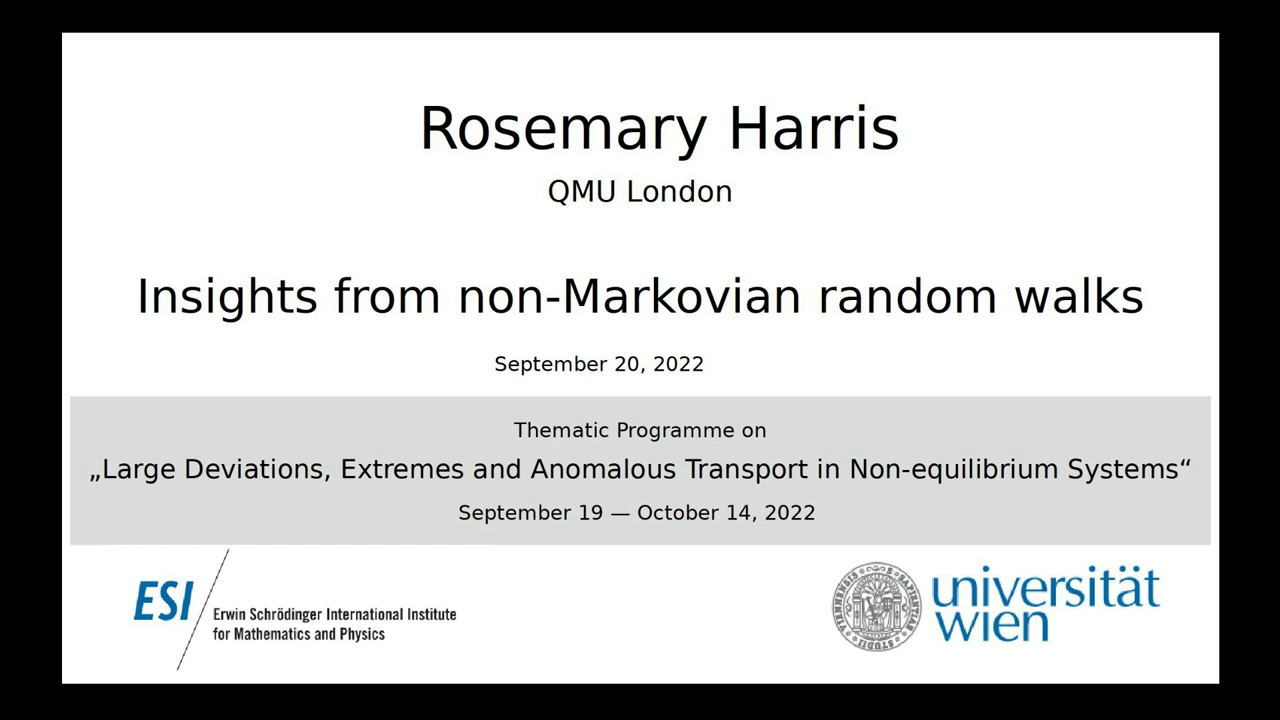 Rosemary Harris
QMU London
Insights from non-Markovian random walks
September 20, 2022
Thematic Programme on
„Large Deviations, Extremes and Anomalous Transport in Non-equilibrium Systems“
September 19 — October 14, 2022
ESI
Erwin Schrödinger International Institute
for Mathematics and Physics
universität
wien